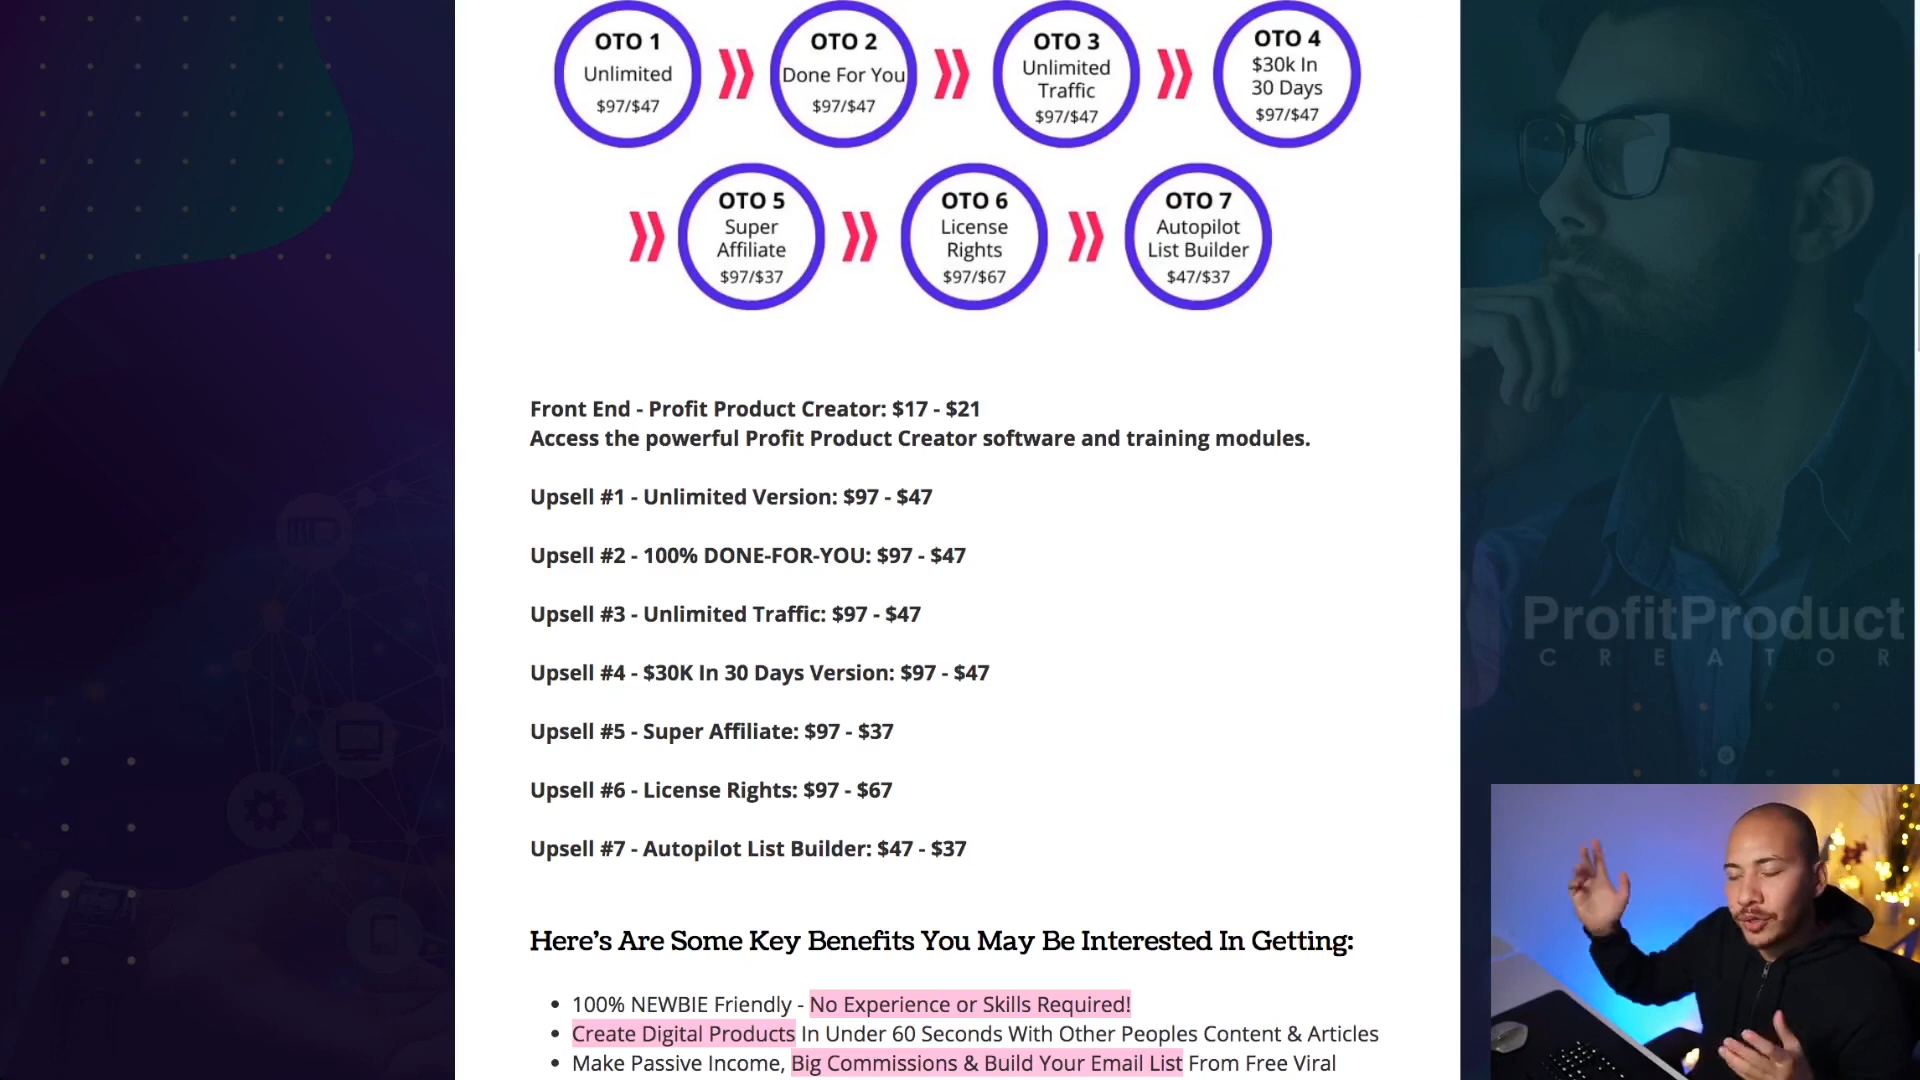 OTO 1
Unlimited
$97/$47
OTO 2
Done For You
$97/$47
OTO 3
Unlimited
Traffic
$97/$47
OTO 4
$30k In
30 Days
$97/$47
OTO 5
Super
Affiliate
$97/$37
OTO 6
License
Rights
$97/$67
OTO 7
Autopilot
List Builder
$47/$37
Front End - Profit Product Creator: $17 - $21
Access the powerful Profit Product Creator software and training modules.
Upsell #1 - Unlimited Version: $97 - $47
Upsell #2 - 100% DONE-FOR-YOU: $97 - $47
Upsell #3 - Unlimited Traffic: $97 - $47
Upsell #4 - $30K In 30 Days Version: $97 - $47
Upsell #5 - Super Affiliate: $97 - $37
Upsell #6 - License Rights: $97 - $67
Upsell #7 - Autopilot List Builder: $47 - $37
Here’s Are Some Key Benefits You May Be Interested In Getting:
• 100% NEWBIE Friendly - No Experience or Skills Required!
• Create Digital Products In Under 60 Seconds With Other Peoples Content & Articles
• Make Passive Income, Big Commissions & Build Your Email List From Free Viral
ProfitProduct
CREATOR